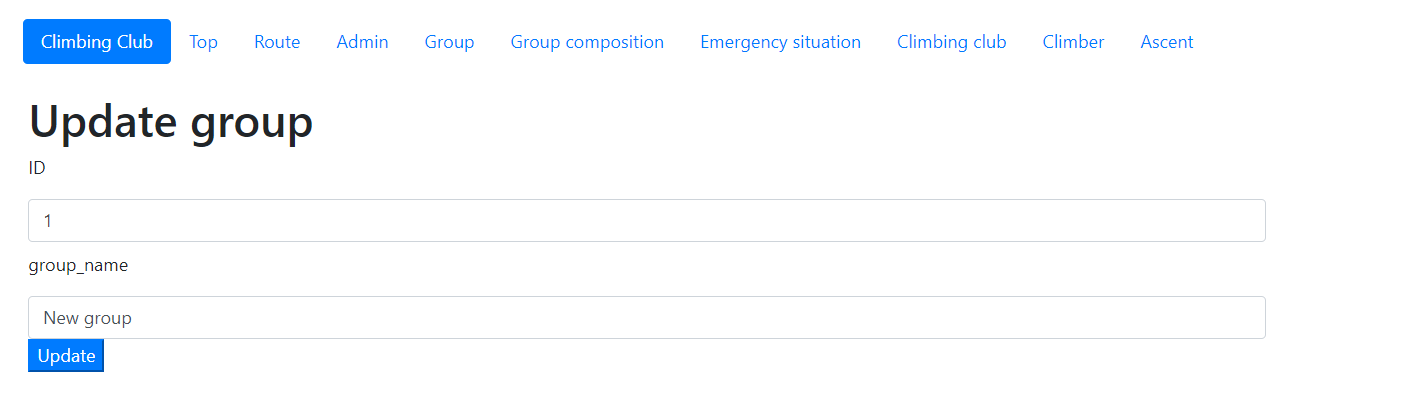 Climbing Club Top Route Admin Group Group composition Emergency situation Climbing club Climber Ascent
Update group
ID
1
group_name
New group
Update